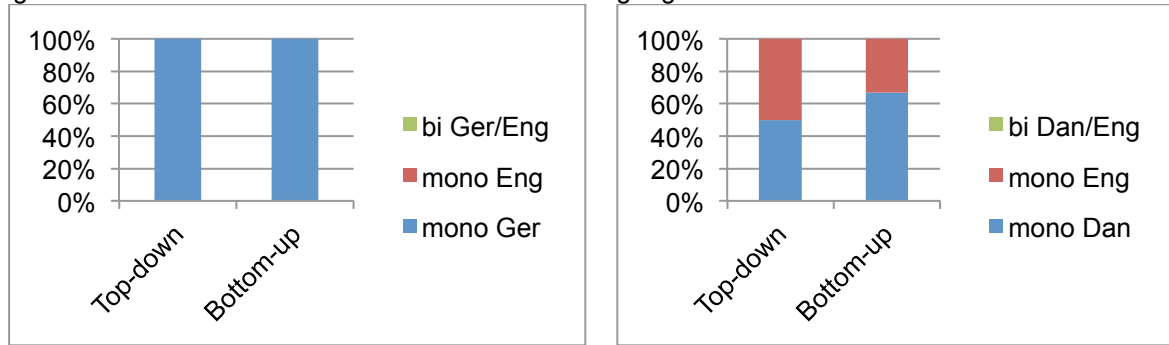 100%
80%
60%
40%
20%
0%
Top-down
Bottom-up
bi Ger/Eng
mono Eng
mono Ger
100%
80%
60%
40%
20%
0%
Top-down
Bottom-up
bi Dan/Eng
mono Eng
mono Dan